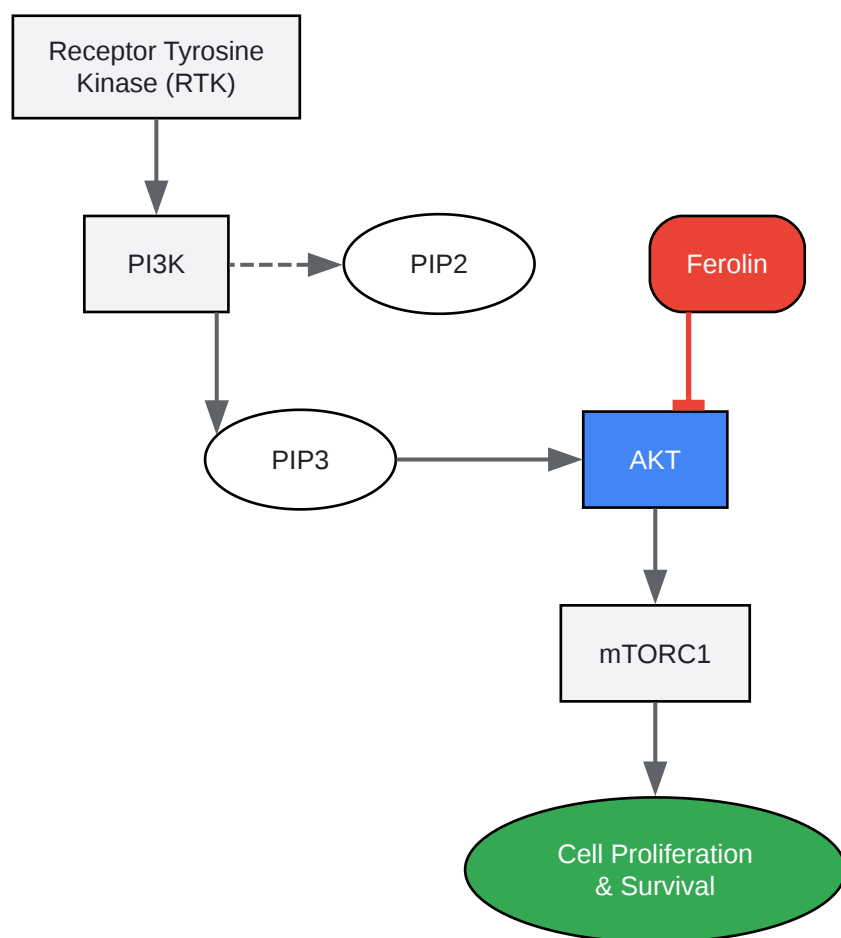 Receptor Tyrosine
Kinase (RTK)
PI3K
PIP2
Ferolin
PIP3
AKT
mTORC1
Cell Proliferation
& Survival